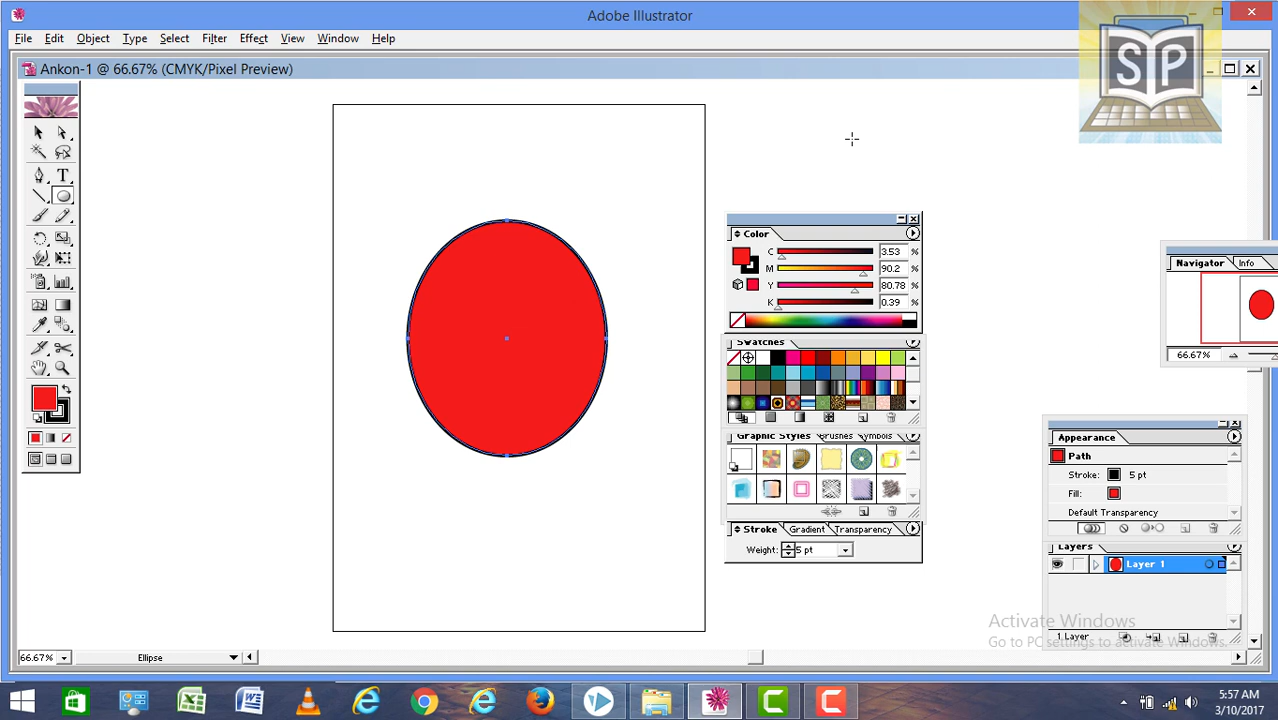 Adobe Illustrator
SP
File Edit Object Type Select Filter Effect View Window Help
Ankon-1 @ 66.67% (CMYK/Pixel Preview)
T
Color
C 3.53 %
M 90.2 %
Y 80.78 %
K 0.39 %
Navigator Info
66.67%
Swatches
Graphic Styles Brushes Symbols
Stroke Gradient Transparency
Weight: 5 pt
Appearance
Path
Stroke: 5 pt
Fill:
Default Transparency
Layers
Layer 1
1 Layer
Activate Windows
Go to PC settings to activate Windows.
66.67% Ellipse
5:57 AM
3/10/2017